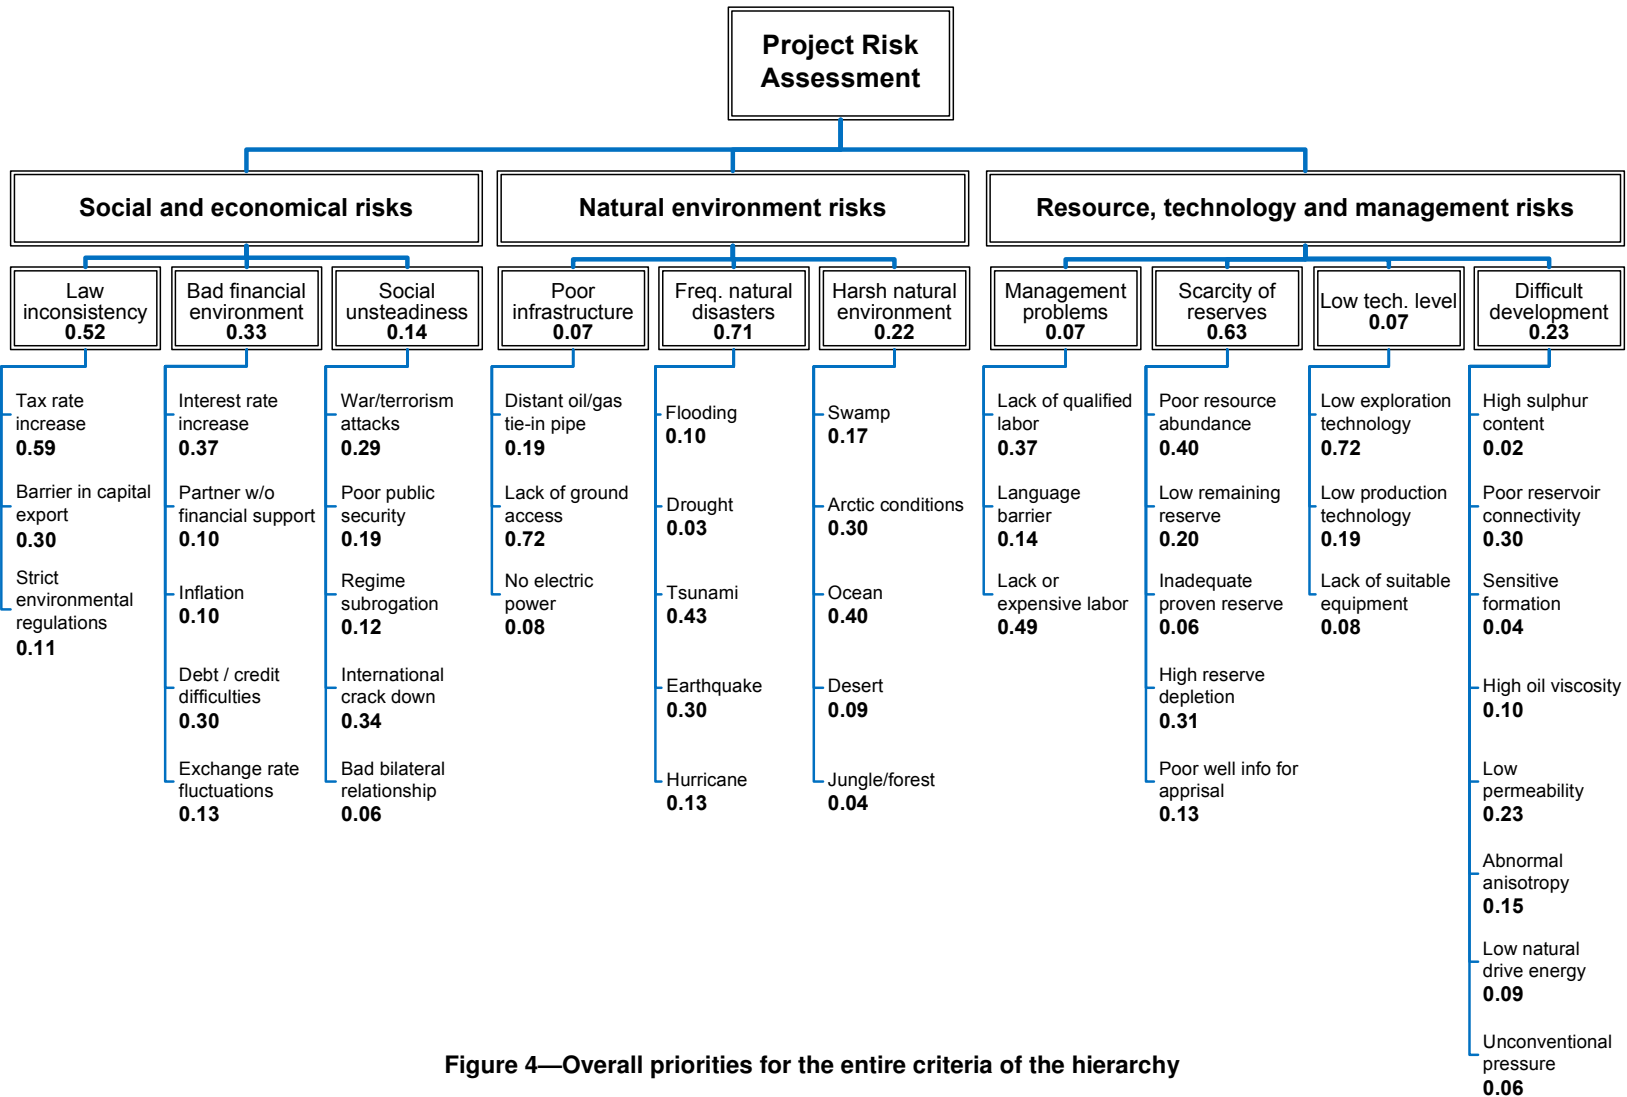 Project Risk
Assessment
Social and economical risks
Natural environment risks
Resource, technology and management risks
Law
inconsistency
0.52
Bad financial
environment
0.33
Social
unsteadiness
0.14
Poor
infrastructure
0.07
Freq. natural
disasters
0.71
Harsh natural
environment
0.22
Management
problems
0.07
Scarcity of
reserves
0.63
Low tech. level
0.07
Difficult
development
0.23
Tax rate
increase
0.59
Barrier in capital
export
0.30
Strict
environmental
regulations
0.11
Interest rate
increase
0.37
Partner w/o
financial support
0.10
Inflation
0.10
Debt / credit
difficulties
0.30
Exchange rate
fluctuations
0.13
War/terrorism
attacks
0.29
Poor public
security
0.19
Regime
subrogation
0.12
International
crack down
0.34
Bad bilateral
relationship
0.06
Distant oil/gas
tie-in pipe
0.19
Lack of ground
access
0.72
No electric
power
0.08
Flooding
0.10
Drought
0.03
Tsunami
0.43
Earthquake
0.30
Hurricane
0.13
Swamp
0.17
Arctic conditions
0.30
Ocean
0.40
Desert
0.09
Jungle/forest
0.04
Lack of qualified
labor
0.37
Language
barrier
0.14
Lack or
expensive labor
0.49
Poor resource
abundance
0.40
Low remaining
reserve
0.20
Inadequate
proven reserve
0.06
High reserve
depletion
0.31
Poor well info for
apprisal
0.13
Low exploration
technology
0.72
Low production
technology
0.19
Lack of suitable
equipment
0.08
High sulphur
content
0.02
Poor reservoir
connectivity
0.30
Sensitive
formation
0.04
High oil viscosity
0.10
Low
permeability
0.23
Abnormal
anisotropy
0.15
Low natural
drive energy
0.09
Unconventional
pressure
0.06
Figure 4—Overall priorities for the entire criteria of the hierarchy